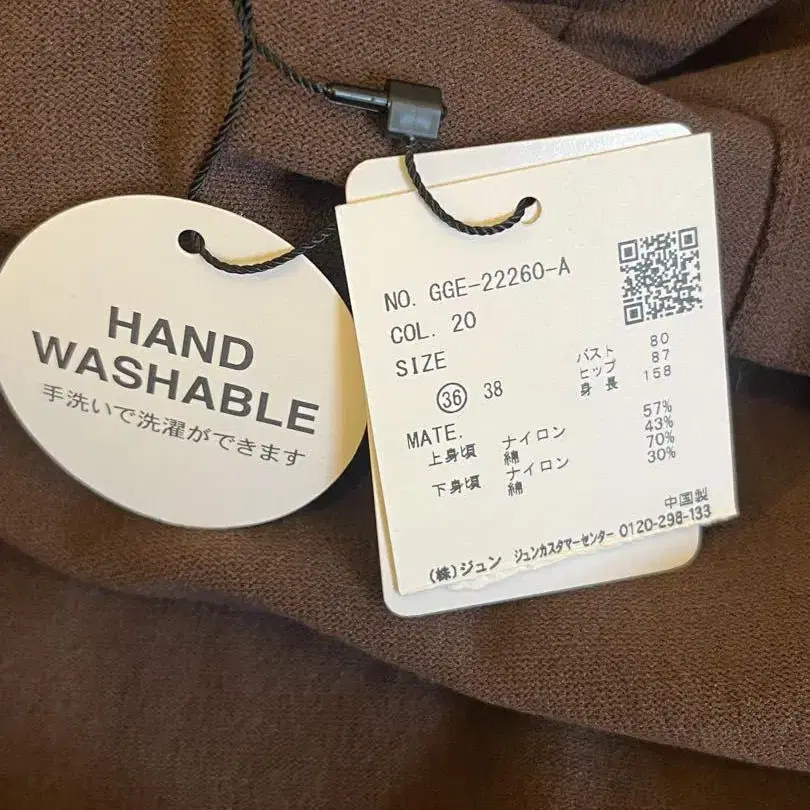 HAND
WASHABLE
手洗いで洗濯ができます
NO. GGE-22260-A
COL. 20
SIZE
36 38
バスト 80
ヒップ 87
身長 158
MATE.
上身頃 ナイロン 57%
綿 43%
下身頃 ナイロン 70%
綿 30%
中国製
(株)ジュン ジュンカスタマーセンター 0120-298-133